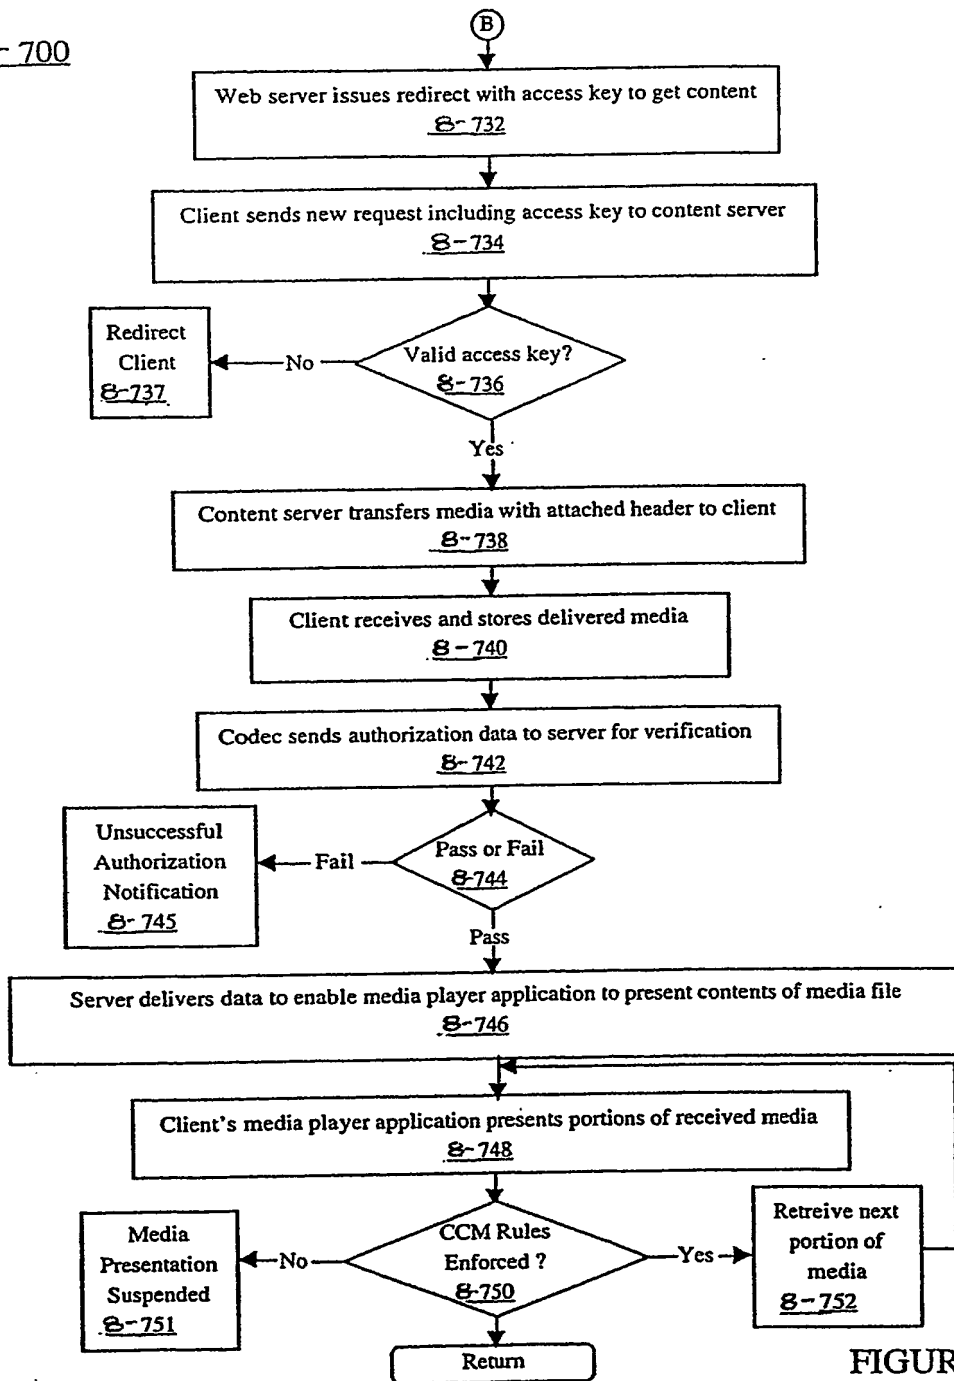 700
B
Web server issues redirect with access key to get content
8-732
Client sends new request including access key to content server
8-734
Redirect
Client
8-737
No
Valid access key?
8-736
Yes
Content server transfers media with attached header to client
8-738
Client receives and stores delivered media
8-740
Codec sends authorization data to server for verification
8-742
Unsuccessful
Authorization
Notification
8-745
Fail
Pass or Fail
8-744
Pass
Server delivers data to enable media player application to present contents of media file
8-746
Client's media player application presents portions of received media
8-748
Media
Presentation
Suspended
8-751
No
CCM Rules
Enforced ?
8-750
Yes
Retreive next
portion of
media
8-752
Return
FIGUR